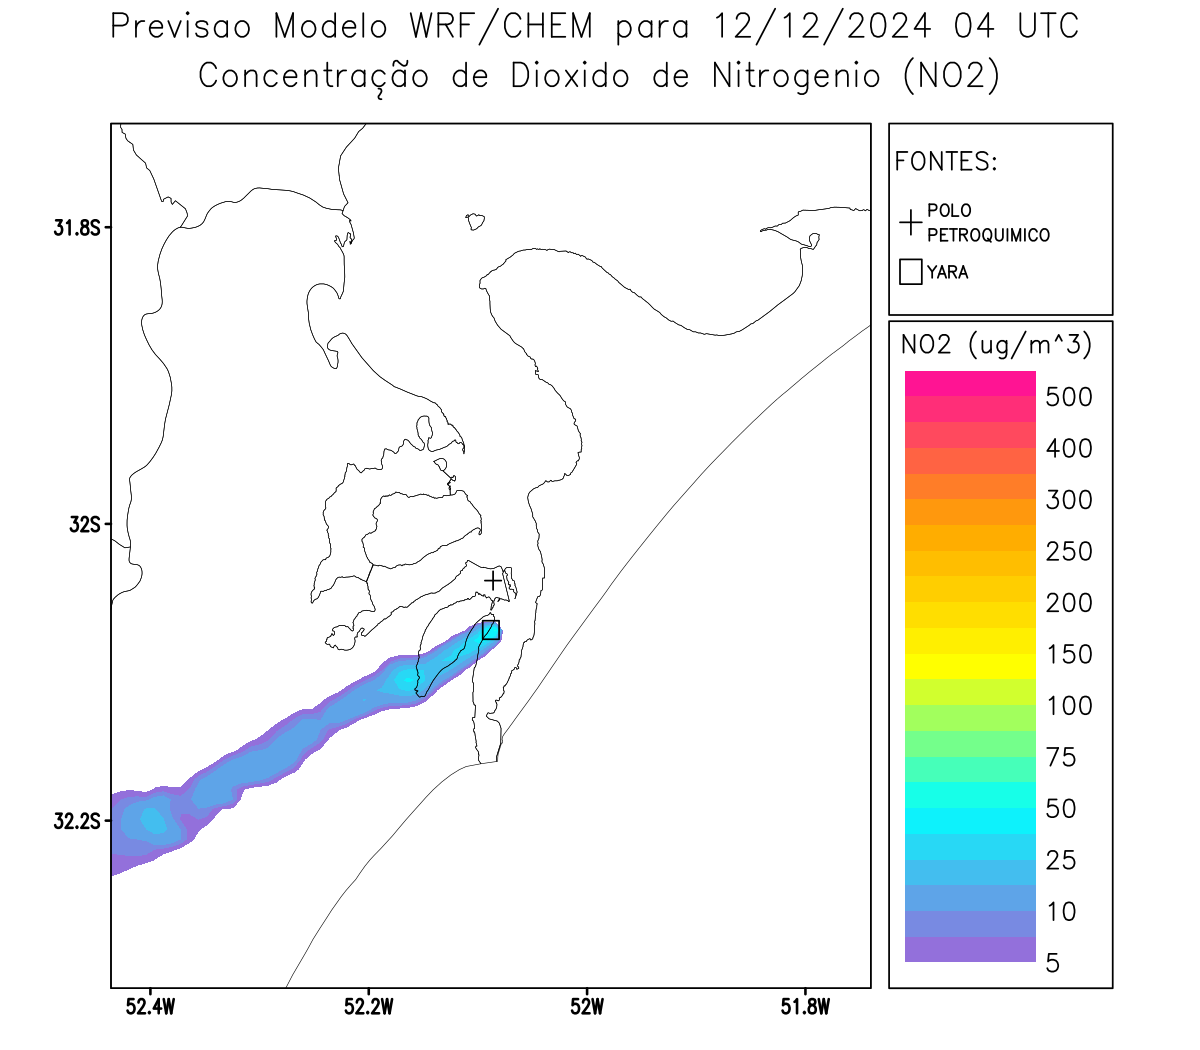 Previsao Modelo WRF/CHEM para 12/12/2024 04 UTC
Concentração de Dioxido de Nitrogenio (NO2)
FONTES:
POLO
PETROQUIMICO
YARA
NO2 (ug/m^3)
500
400
300
250
200
150
100
75
50
25
10
5
31.8S
32S
32.2S
52.4W
52.2W
52W
51.8W